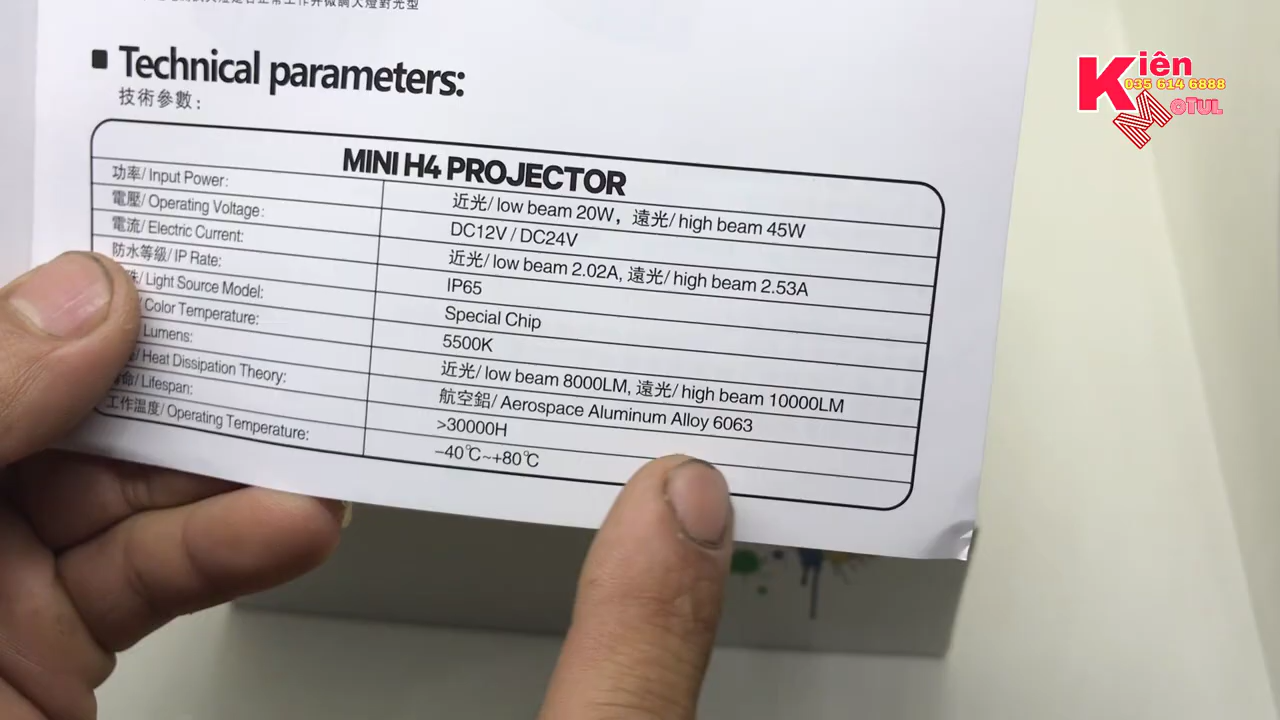 ■ Technical parameters:
技術參數：
MINI H4 PROJECTOR
功率/ Input Power: 近光/ low beam 20W，遠光/ high beam 45W
電壓/ Operating Voltage: DC12V / DC24V
電流/ Electric Current: 近光/ low beam 2.02A, 遠光/ high beam 2.53A
防水等級/ IP Rate: IP65
/ Light Source Model: Special Chip
Color Temperature: 5500K
Lumens: 近光/ low beam 8000LM, 遠光/ high beam 10000LM
/ Heat Dissipation Theory: 航空鋁/ Aerospace Aluminum Alloy 6063
命/ Lifespan: >30000H
工作溫度/ Operating Temperature: –40℃~+80℃
Kiên
035 614 6888
MOTUL